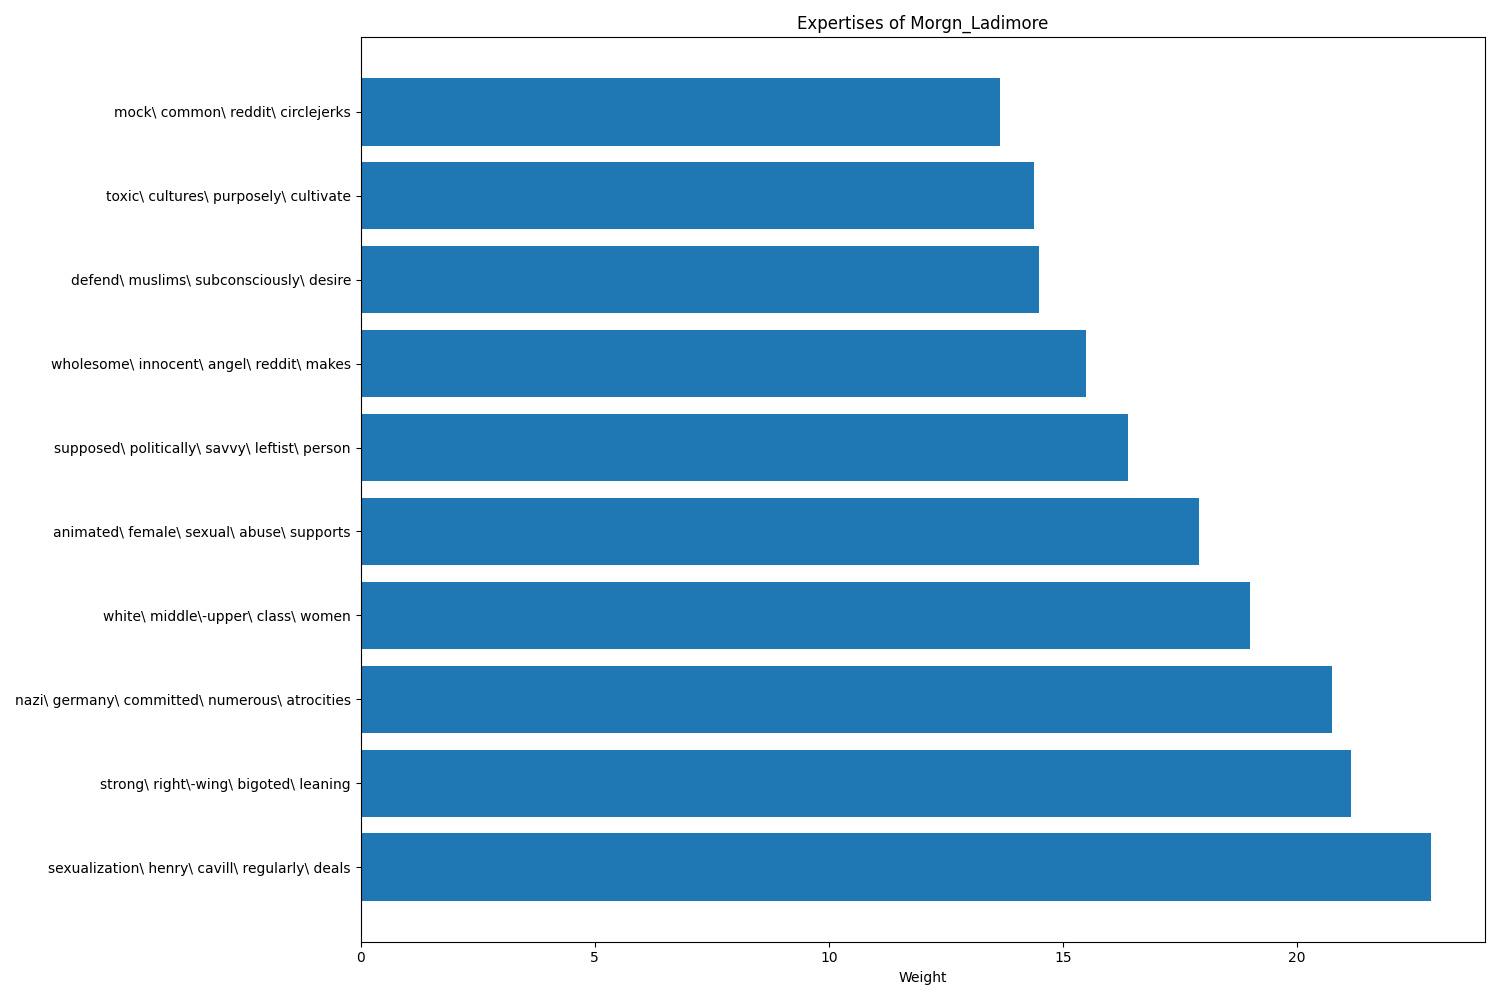 Expertises of Morgn_Ladimore
mock\ common\ reddit\ circlejerks
toxic\ cultures\ purposely\ cultivate
defend\ muslims\ subconsciously\ desire
wholesome\ innocent\ angel\ reddit\ makes
supposed\ politically\ savvy\ leftist\ person
animated\ female\ sexual\ abuse\ supports
white\ middle\-upper\ class\ women
nazi\ germany\ committed\ numerous\ atrocities
strong\ right\-wing\ bigoted\ leaning
sexualization\ henry\ cavill\ regularly\ deals
0 5 10 15 20
Weight